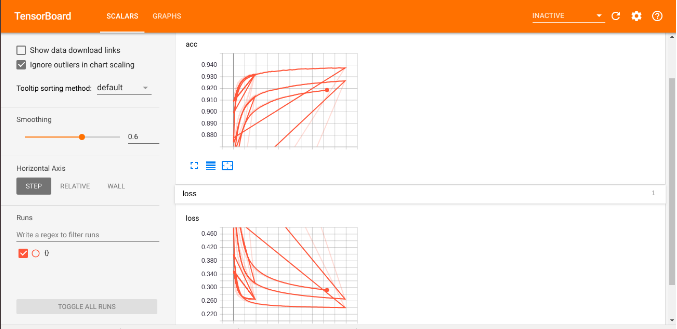 TensorBoard SCALARS GRAPHS INACTIVE
Show data download links
Ignore outliers in chart scaling
Tooltip sorting method: default
Smoothing
0.6
Horizontal Axis
STEP RELATIVE WALL
Runs
Write a regex to filter runs
{}
TOGGLE ALL RUNS
acc
0.940
0.930
0.920
0.910
0.900
0.890
0.880
loss 1
loss
0.460
0.420
0.380
0.340
0.300
0.260
0.220